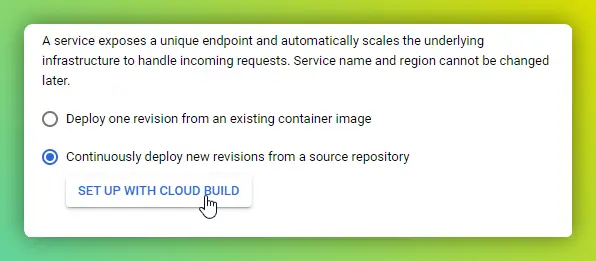 A service exposes a unique endpoint and automatically scales the underlying
infrastructure to handle incoming requests. Service name and region cannot be changed
later.
Deploy one revision from an existing container image
Continuously deploy new revisions from a source repository
SET UP WITH CLOUD BUILD